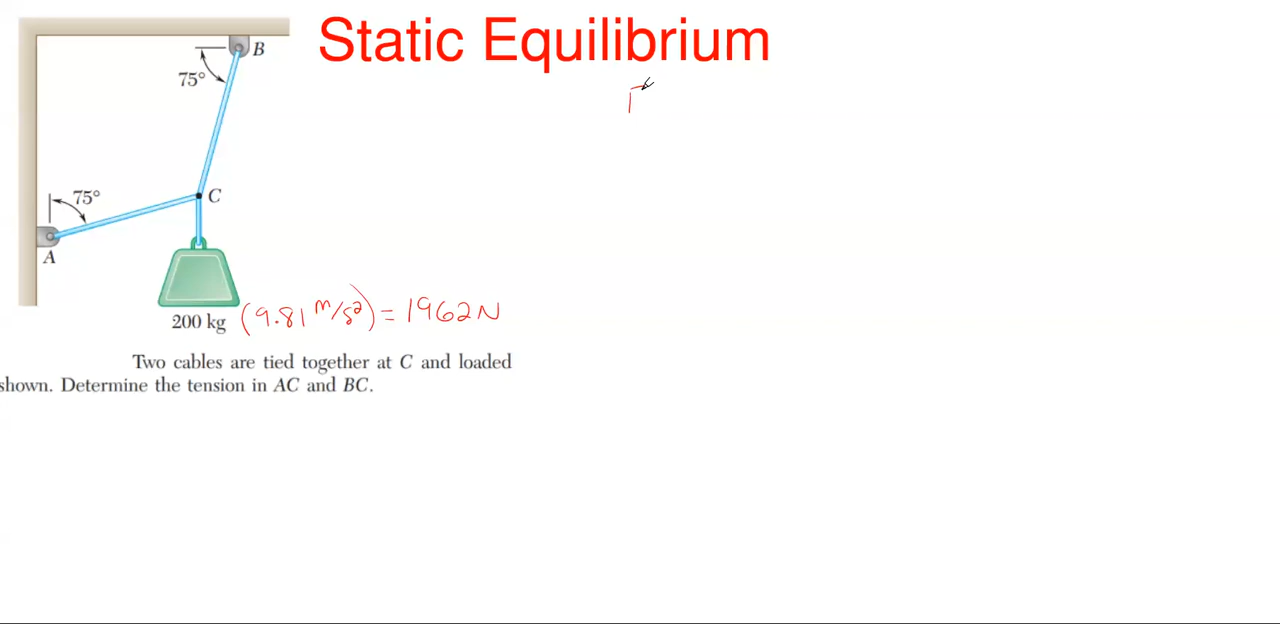 Static Equilibrium
B
75°
75°
C
A
200 kg (9.81 m/s²) = 1962 N
Two cables are tied together at C and loaded
shown. Determine the tension in AC and BC.